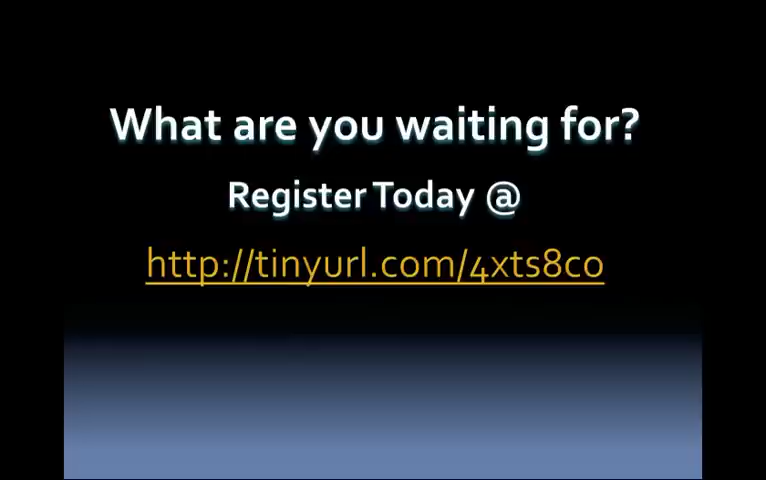 What are you waiting for?
Register Today @
http://tinyurl.com/4xts8co